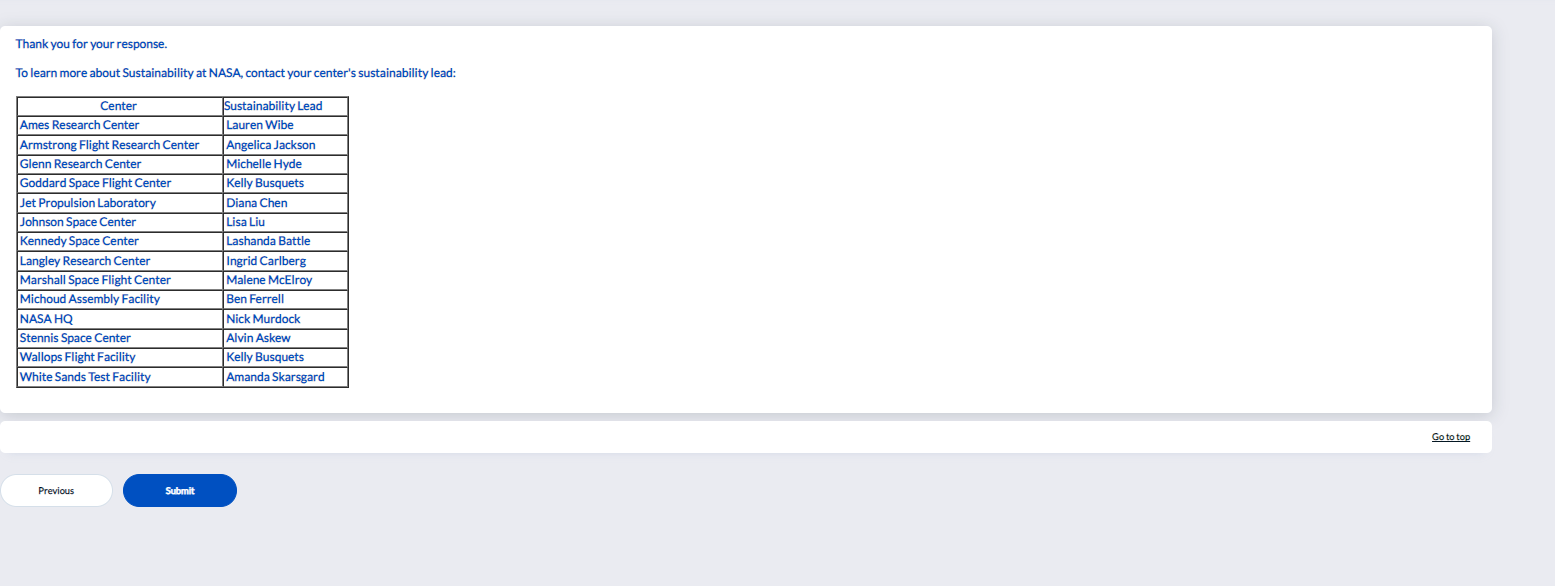 Thank you for your response.
To learn more about Sustainability at NASA, contact your center's sustainability lead:
Center Sustainability Lead
Ames Research Center Lauren Wibe
Armstrong Flight Research Center Angelica Jackson
Glenn Research Center Michelle Hyde
Goddard Space Flight Center Kelly Busquets
Jet Propulsion Laboratory Diana Chen
Johnson Space Center Lisa Liu
Kennedy Space Center Lashanda Battle
Langley Research Center Ingrid Carlberg
Marshall Space Flight Center Malene McElroy
Michoud Assembly Facility Ben Ferrell
NASA HQ Nick Murdock
Stennis Space Center Alvin Askew
Wallops Flight Facility Kelly Busquets
White Sands Test Facility Amanda Skarsgard
Go to top
Previous Submit